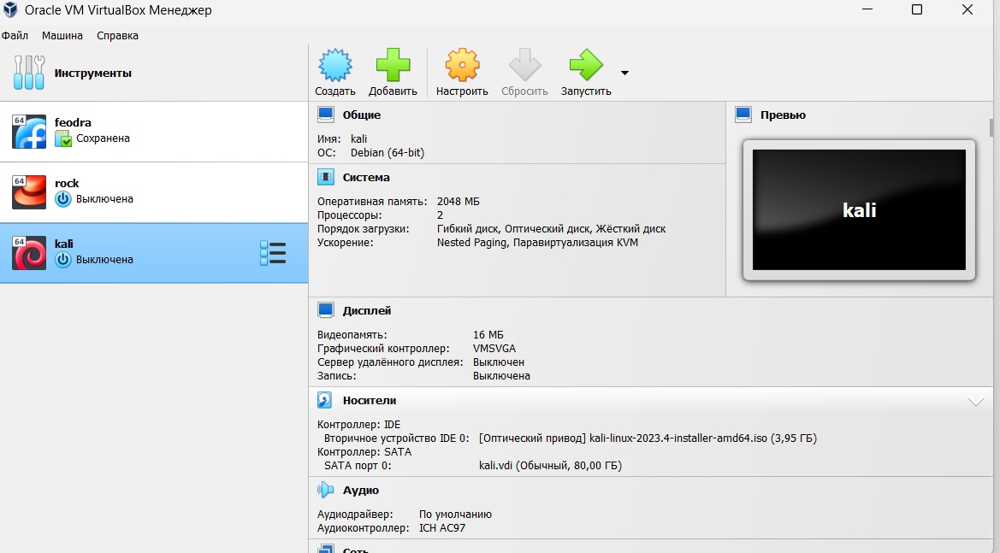 Oracle VM VirtualBox Менеджер
Файл Машина Справка
Инструменты
Создать Добавить Настроить Сбросить Запустить
64
feodra
Сохранена
64
rock
Выключена
64
kali
Выключена
Общие
Имя: kali
ОС: Debian (64-bit)
Система
Оперативная память: 2048 МБ
Процессоры: 2
Порядок загрузки: Гибкий диск, Оптический диск, Жёсткий диск
Ускорение: Nested Paging, Паравиртуализация KVM
Превью
kali
Дисплей
Видеопамять: 16 МБ
Графический контроллер: VMSVGA
Сервер удалённого дисплея: Выключен
Запись: Выключена
Носители
Контроллер: IDE
Вторичное устройство IDE 0: [Оптический привод] kali-linux-2023.4-installer-amd64.iso (3,95 ГБ)
Контроллер: SATA
SATA порт 0: kali.vdi (Обычный, 80,00 ГБ)
Аудио
Аудиодрайвер: По умолчанию
Аудиоконтроллер: ICH AC97
Сеть